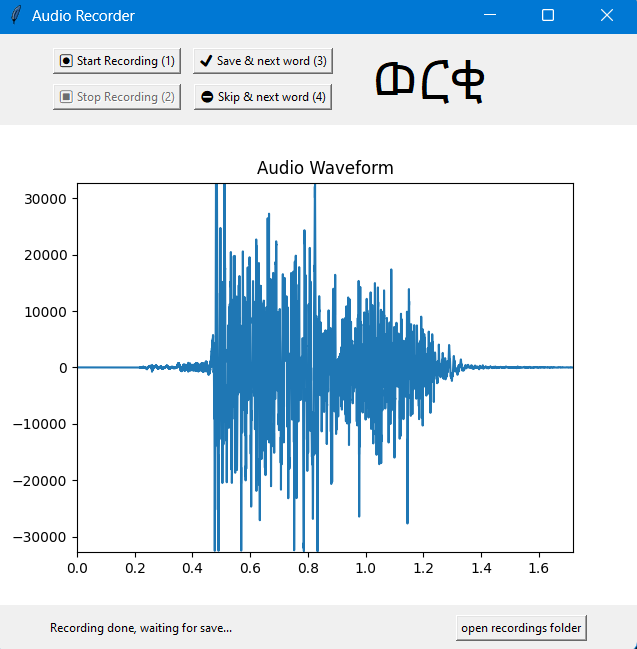 Audio Recorder
Start Recording (1)
Save & next word (3)
Stop Recording (2)
Skip & next word (4)
ወርቂ
Audio Waveform
30000
20000
10000
0
−10000
−20000
−30000
0.0 0.2 0.4 0.6 0.8 1.0 1.2 1.4 1.6
Recording done, waiting for save...
open recordings folder